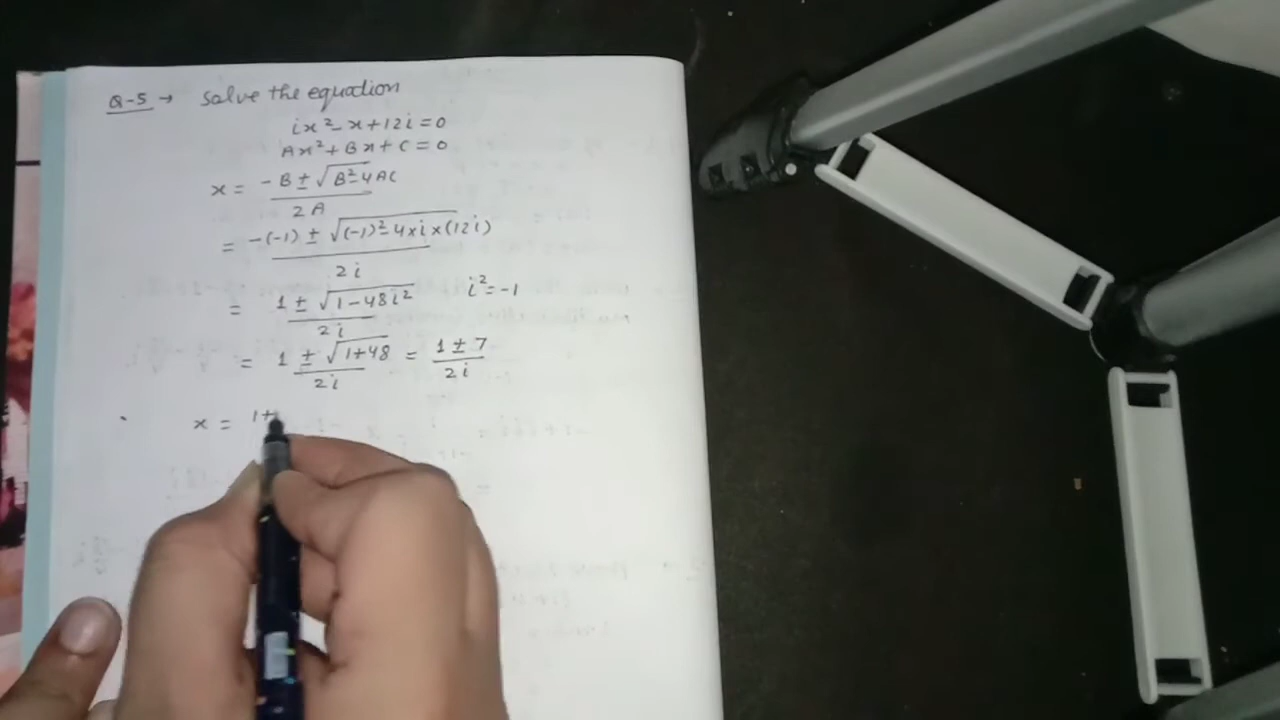 Q-5 → Solve the equation
ix² - x + 12i = 0
Ax² + Bx + C = 0
x = -B ± √B²-4AC / 2A
= -(-1) ± √(-1)²-4×i×(12i) / 2i
= 1 ± √1-48i² / 2i i² = -1
= 1 ± √1+48 / 2i = 1 ± 7 / 2i
x = 1+